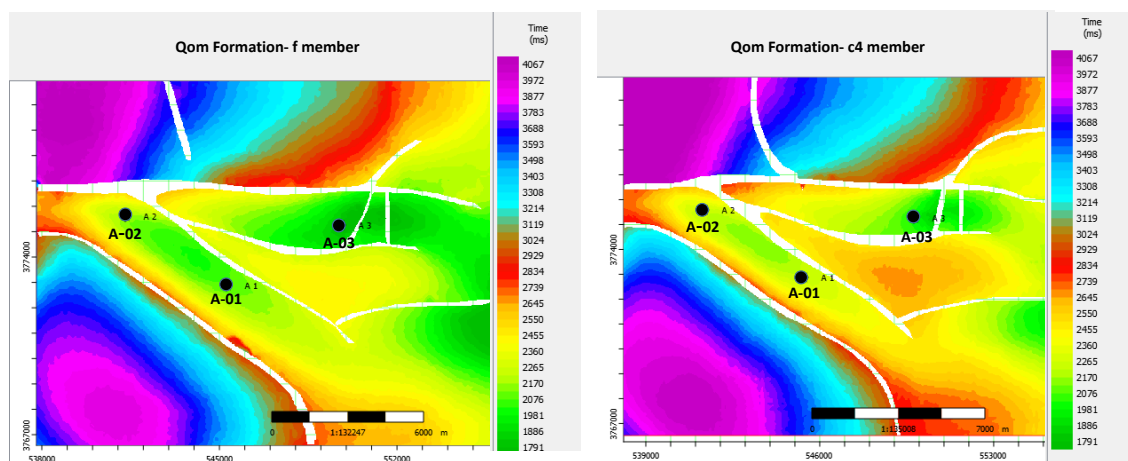 Qom Formation- f member
Time
(ms)
4067
3972
3877
3783
3688
3593
3498
3403
3308
3214
3119
3024
2929
2834
2739
2645
2550
2455
2360
2265
2170
2076
1981
1886
1791
A 2
A-02
A 3
A-03
A 1
A-01
3774000
3767000
0 1:132247 6000 m
538000 545000 552000
Qom Formation- c4 member
Time
(ms)
4067
3972
3877
3783
3688
3593
3498
3403
3308
3214
3119
3024
2929
2834
2739
2645
2550
2455
2360
2265
2170
2076
1981
1886
1791
A 2
A-02
A 3
A-03
A 1
A-01
3774000
3767000
0 1:135008 7000 m
539000 546000 553000